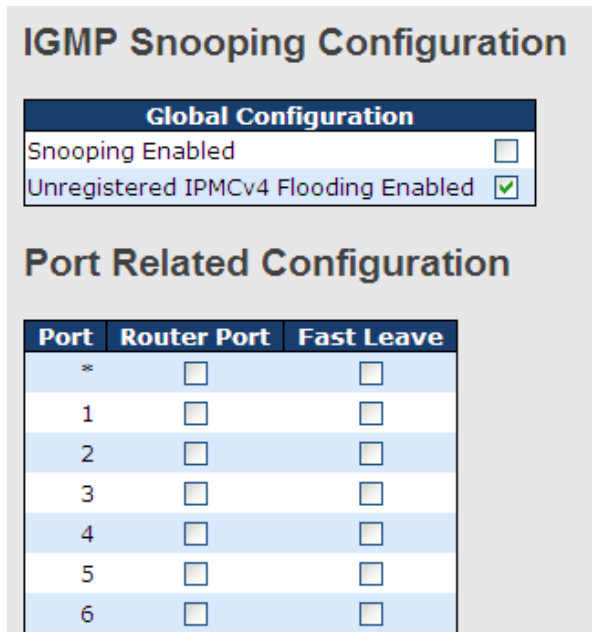 IGMP Snooping Configuration
Global Configuration
Snooping Enabled
Unregistered IPMCv4 Flooding Enabled
Port Related Configuration
Port Router Port Fast Leave
*
1
2
3
4
5
6